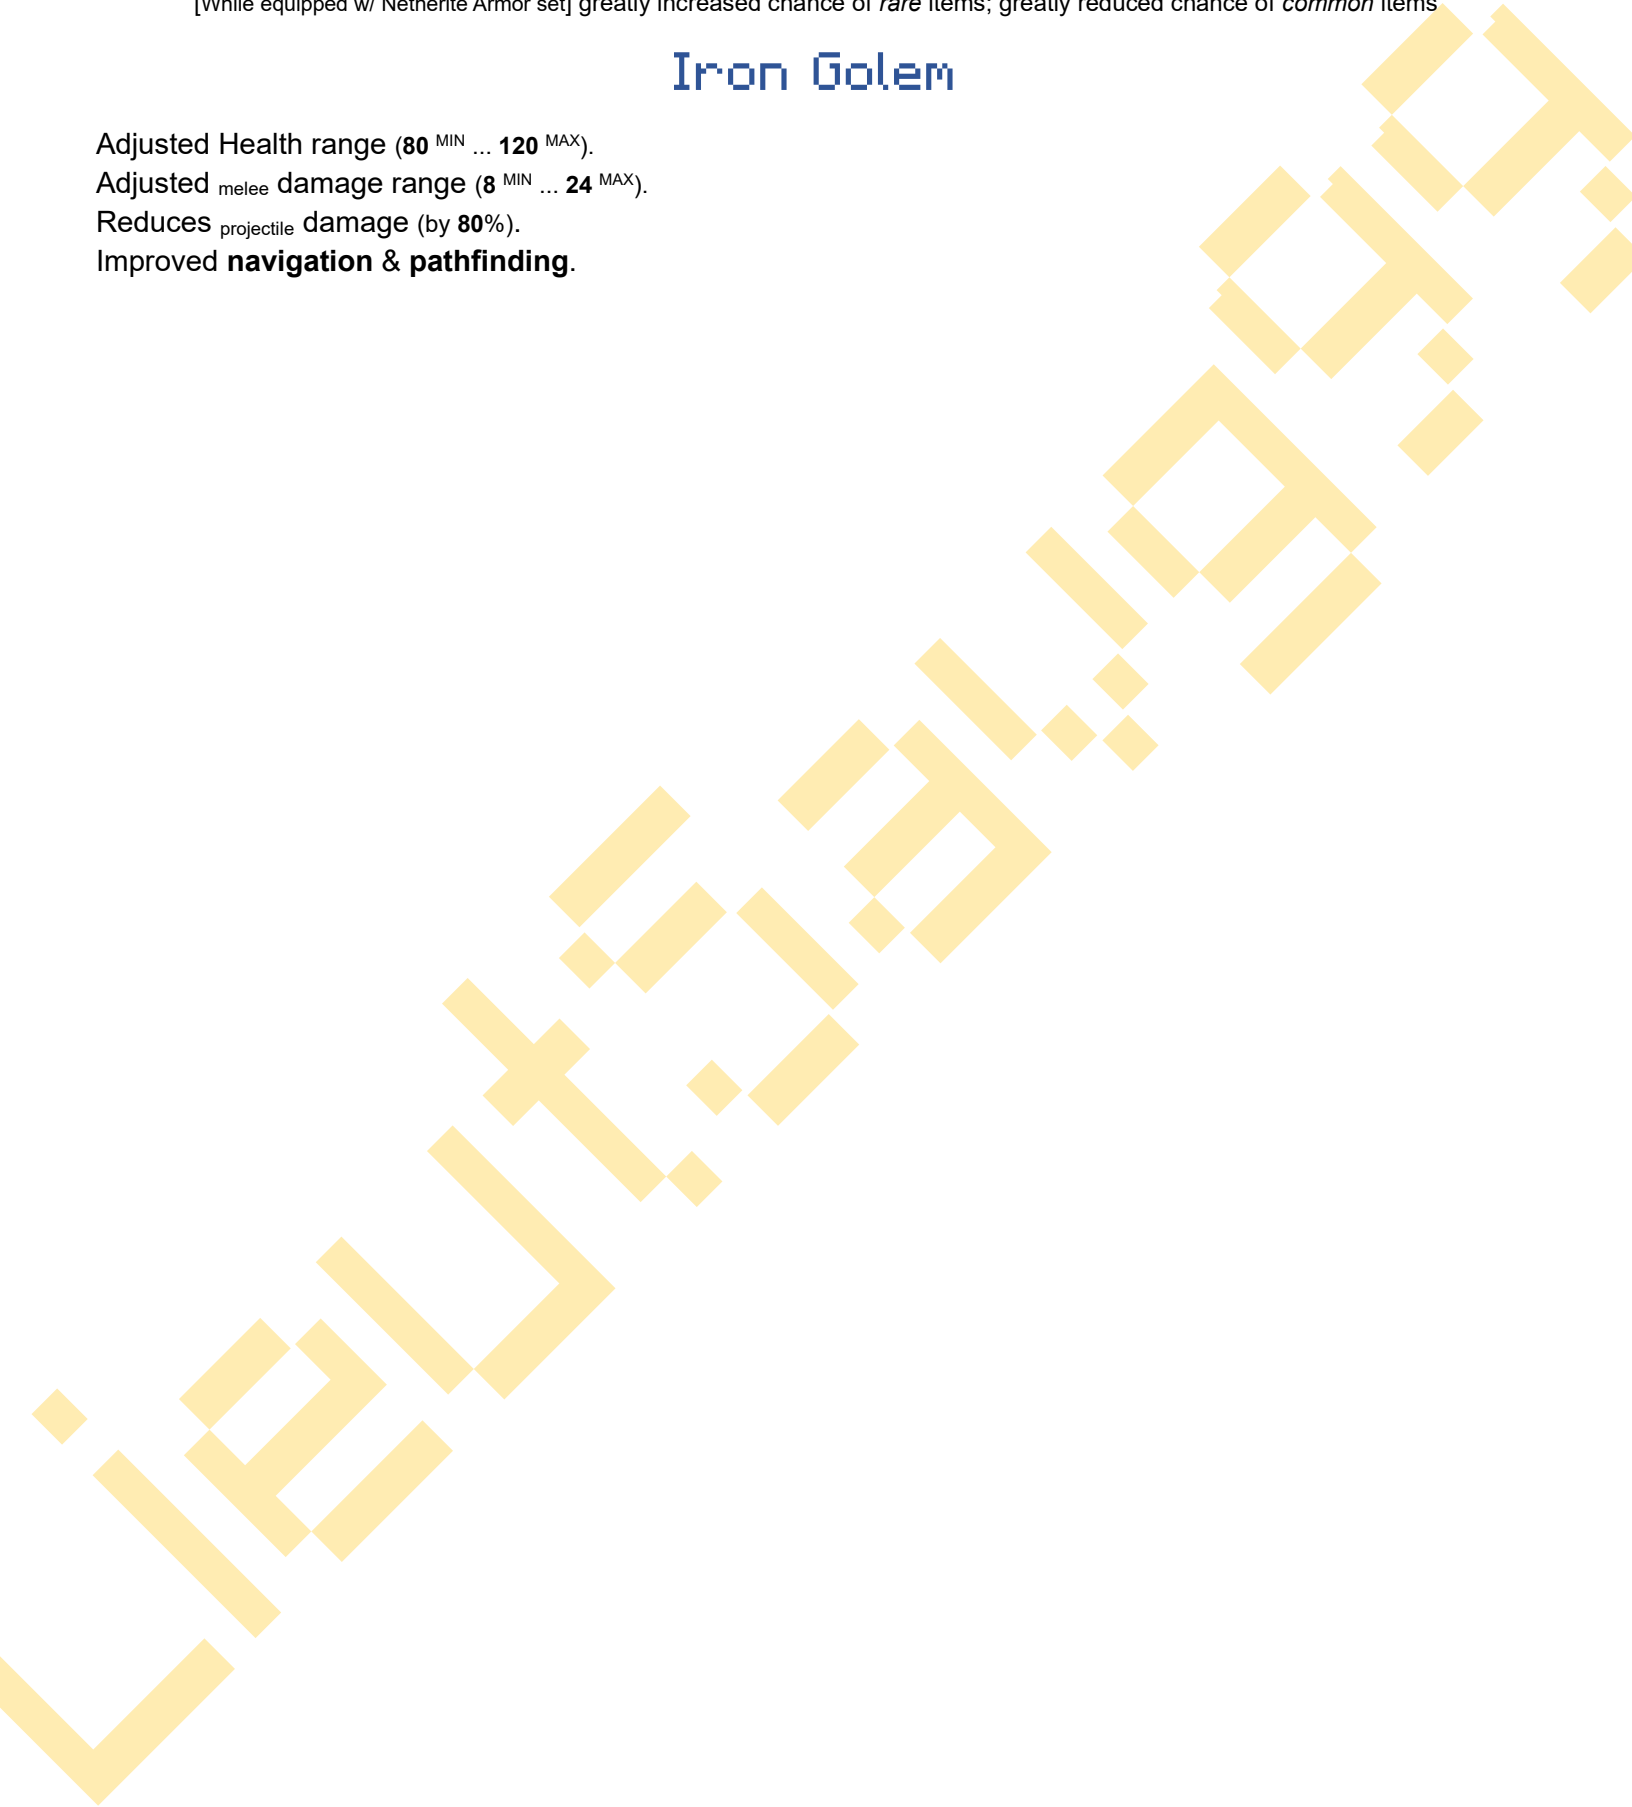 [While equipped w/ Netherite Armor set] greatly increased chance of rare items; greatly reduced chance of common items
Iron Golem
Adjusted Health range (80 MIN ... 120 MAX).
Adjusted melee damage range (8 MIN ... 24 MAX).
Reduces projectile damage (by 80%).
Improved navigation & pathfinding.